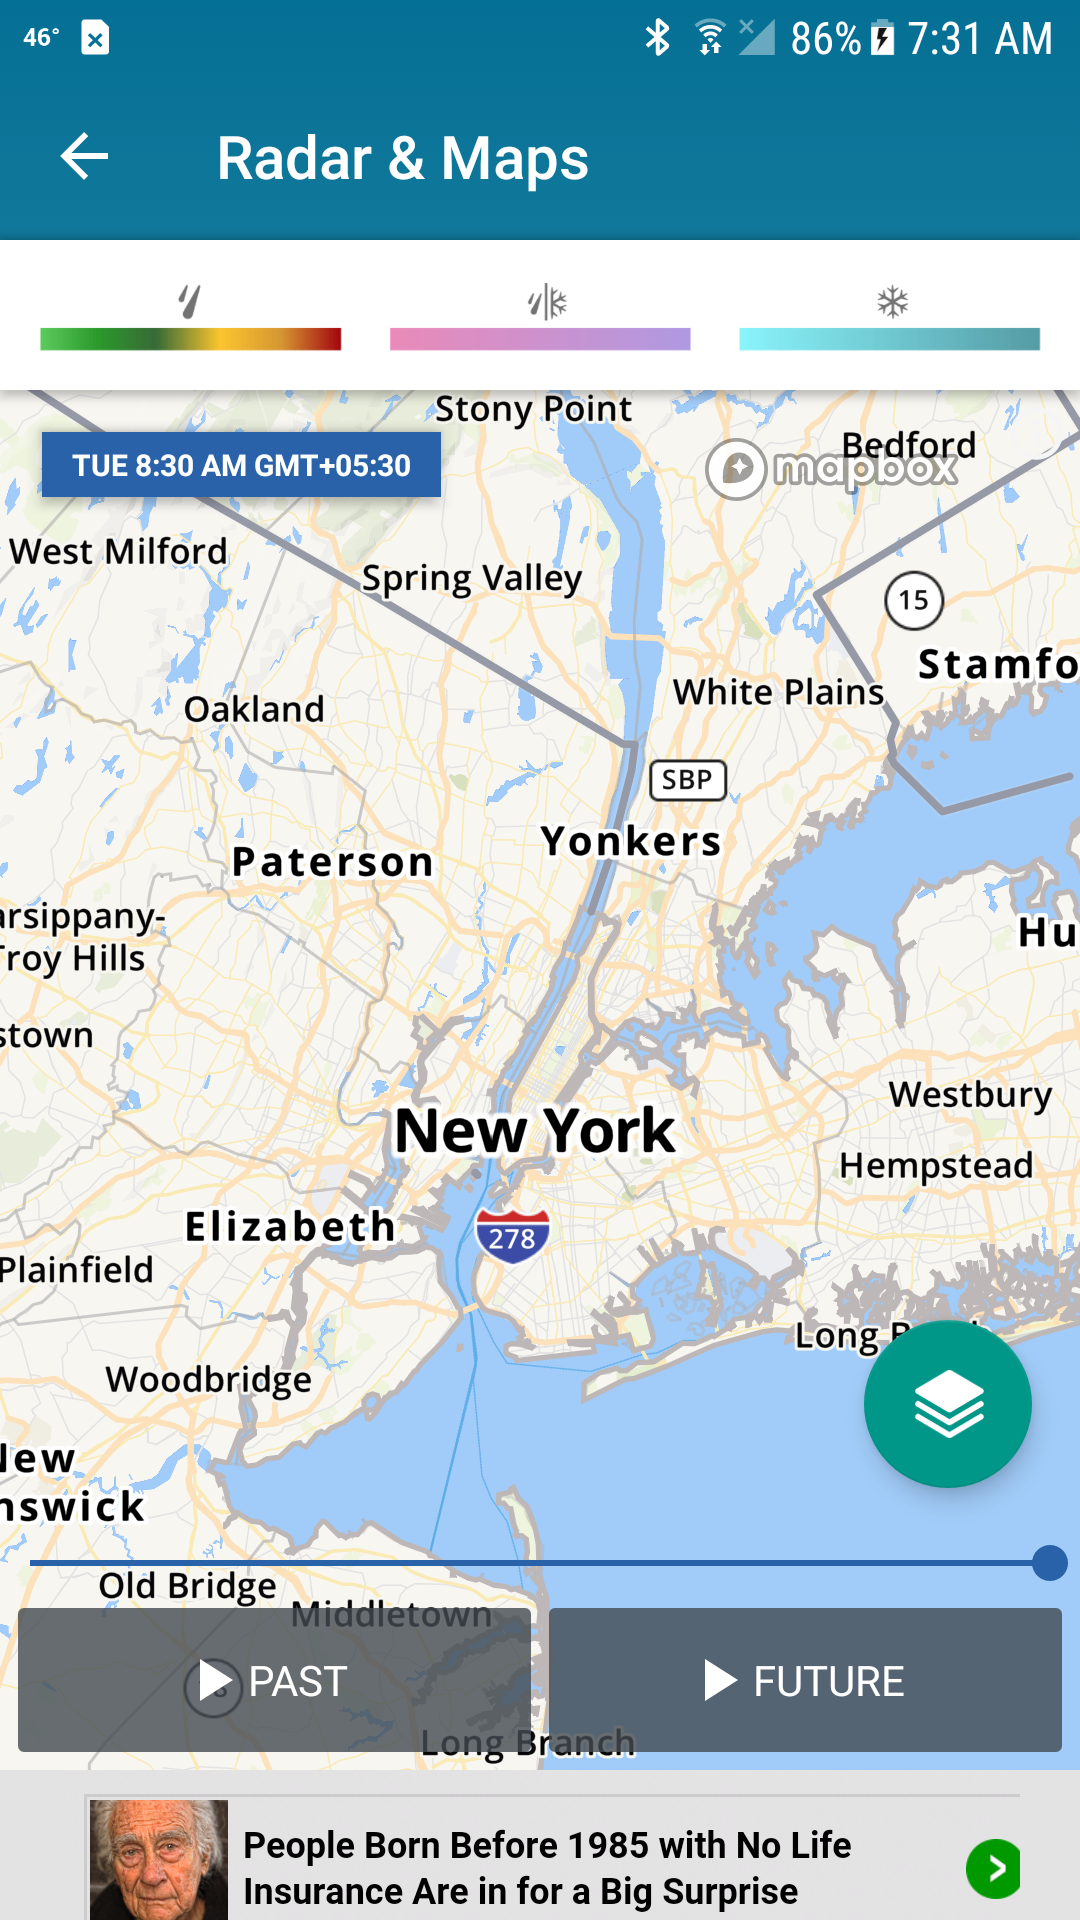 46°
86% 7:31 AM
Radar & Maps
Stony Point
Bedford
TUE 8:30 AM GMT+05:30
mapbox
West Milford
Spring Valley
15
Stamfo
White Plains
Oakland
SBP
Yonkers
Paterson
arsippany-
Troy Hills
Hu
stown
Westbury
New York
Hempstead
Elizabeth
278
Plainfield
Long B
Woodbridge
New
nswick
Old Bridge
Middletown
PAST
FUTURE
Long Branch
People Born Before 1985 with No Life
Insurance Are in for a Big Surprise